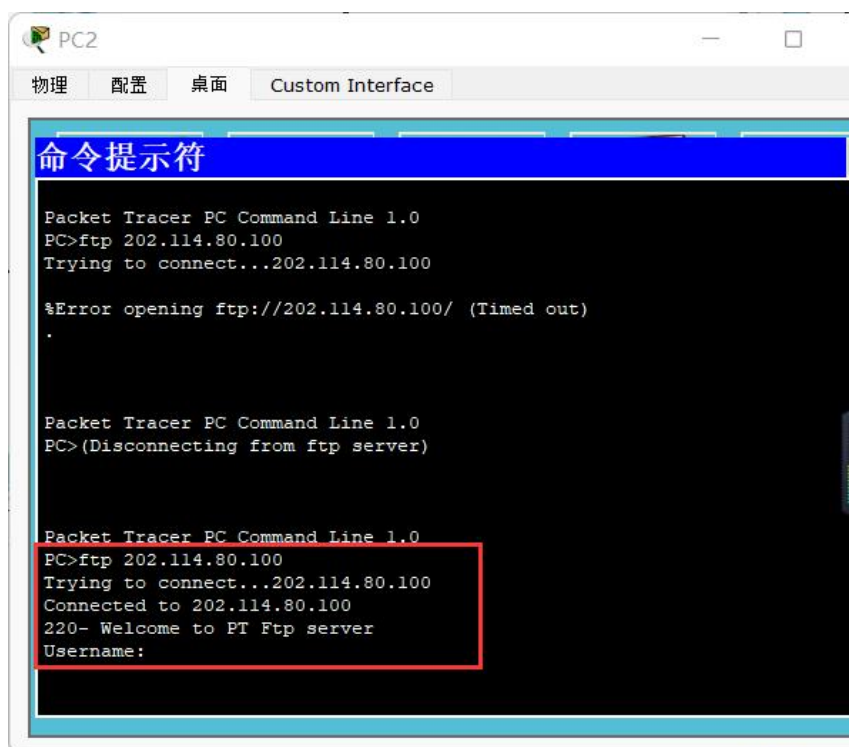 PC2
物理 配置 桌面 Custom Interface
命令提示符
Packet Tracer PC Command Line 1.0
PC>ftp 202.114.80.100
Trying to connect...202.114.80.100
%Error opening ftp://202.114.80.100/ (Timed out)
.
Packet Tracer PC Command Line 1.0
PC>(Disconnecting from ftp server)
Packet Tracer PC Command Line 1.0
PC>ftp 202.114.80.100
Trying to connect...202.114.80.100
Connected to 202.114.80.100
220- Welcome to PT Ftp server
Username: